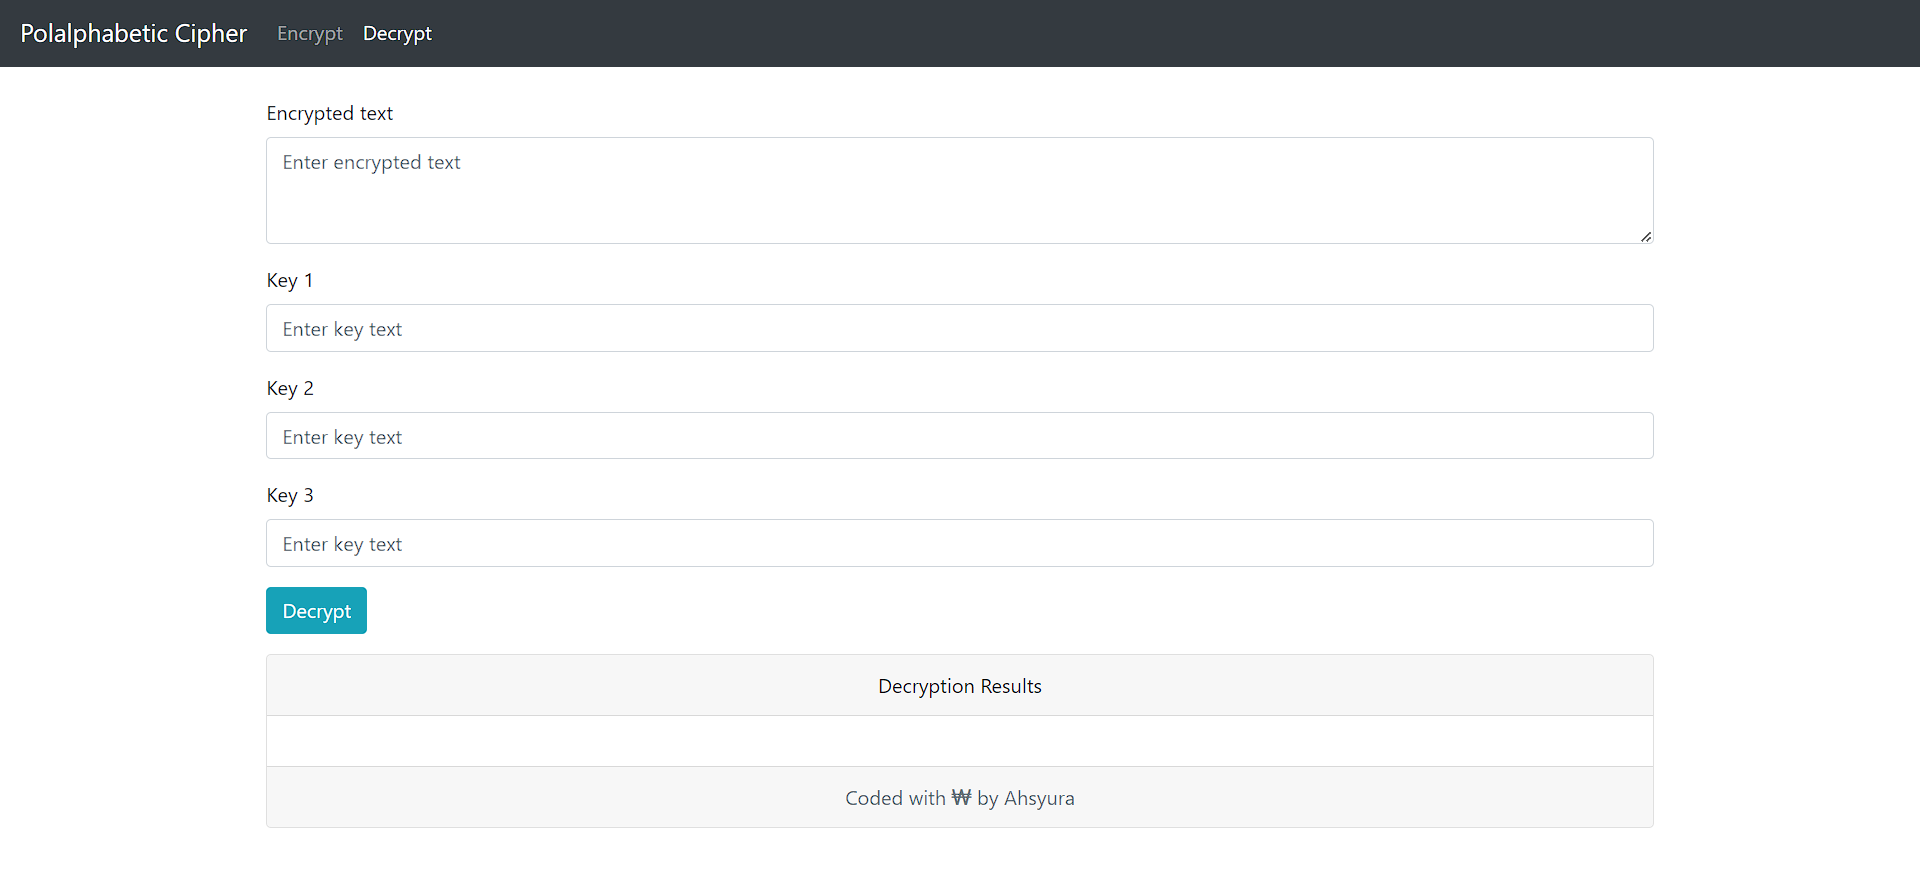 Polalphabetic Cipher Encrypt Decrypt
Encrypted text
Enter encrypted text
Key 1
Enter key text
Key 2
Enter key text
Key 3
Enter key text
Decrypt
Decryption Results
Coded with ₩ by Ahsyura